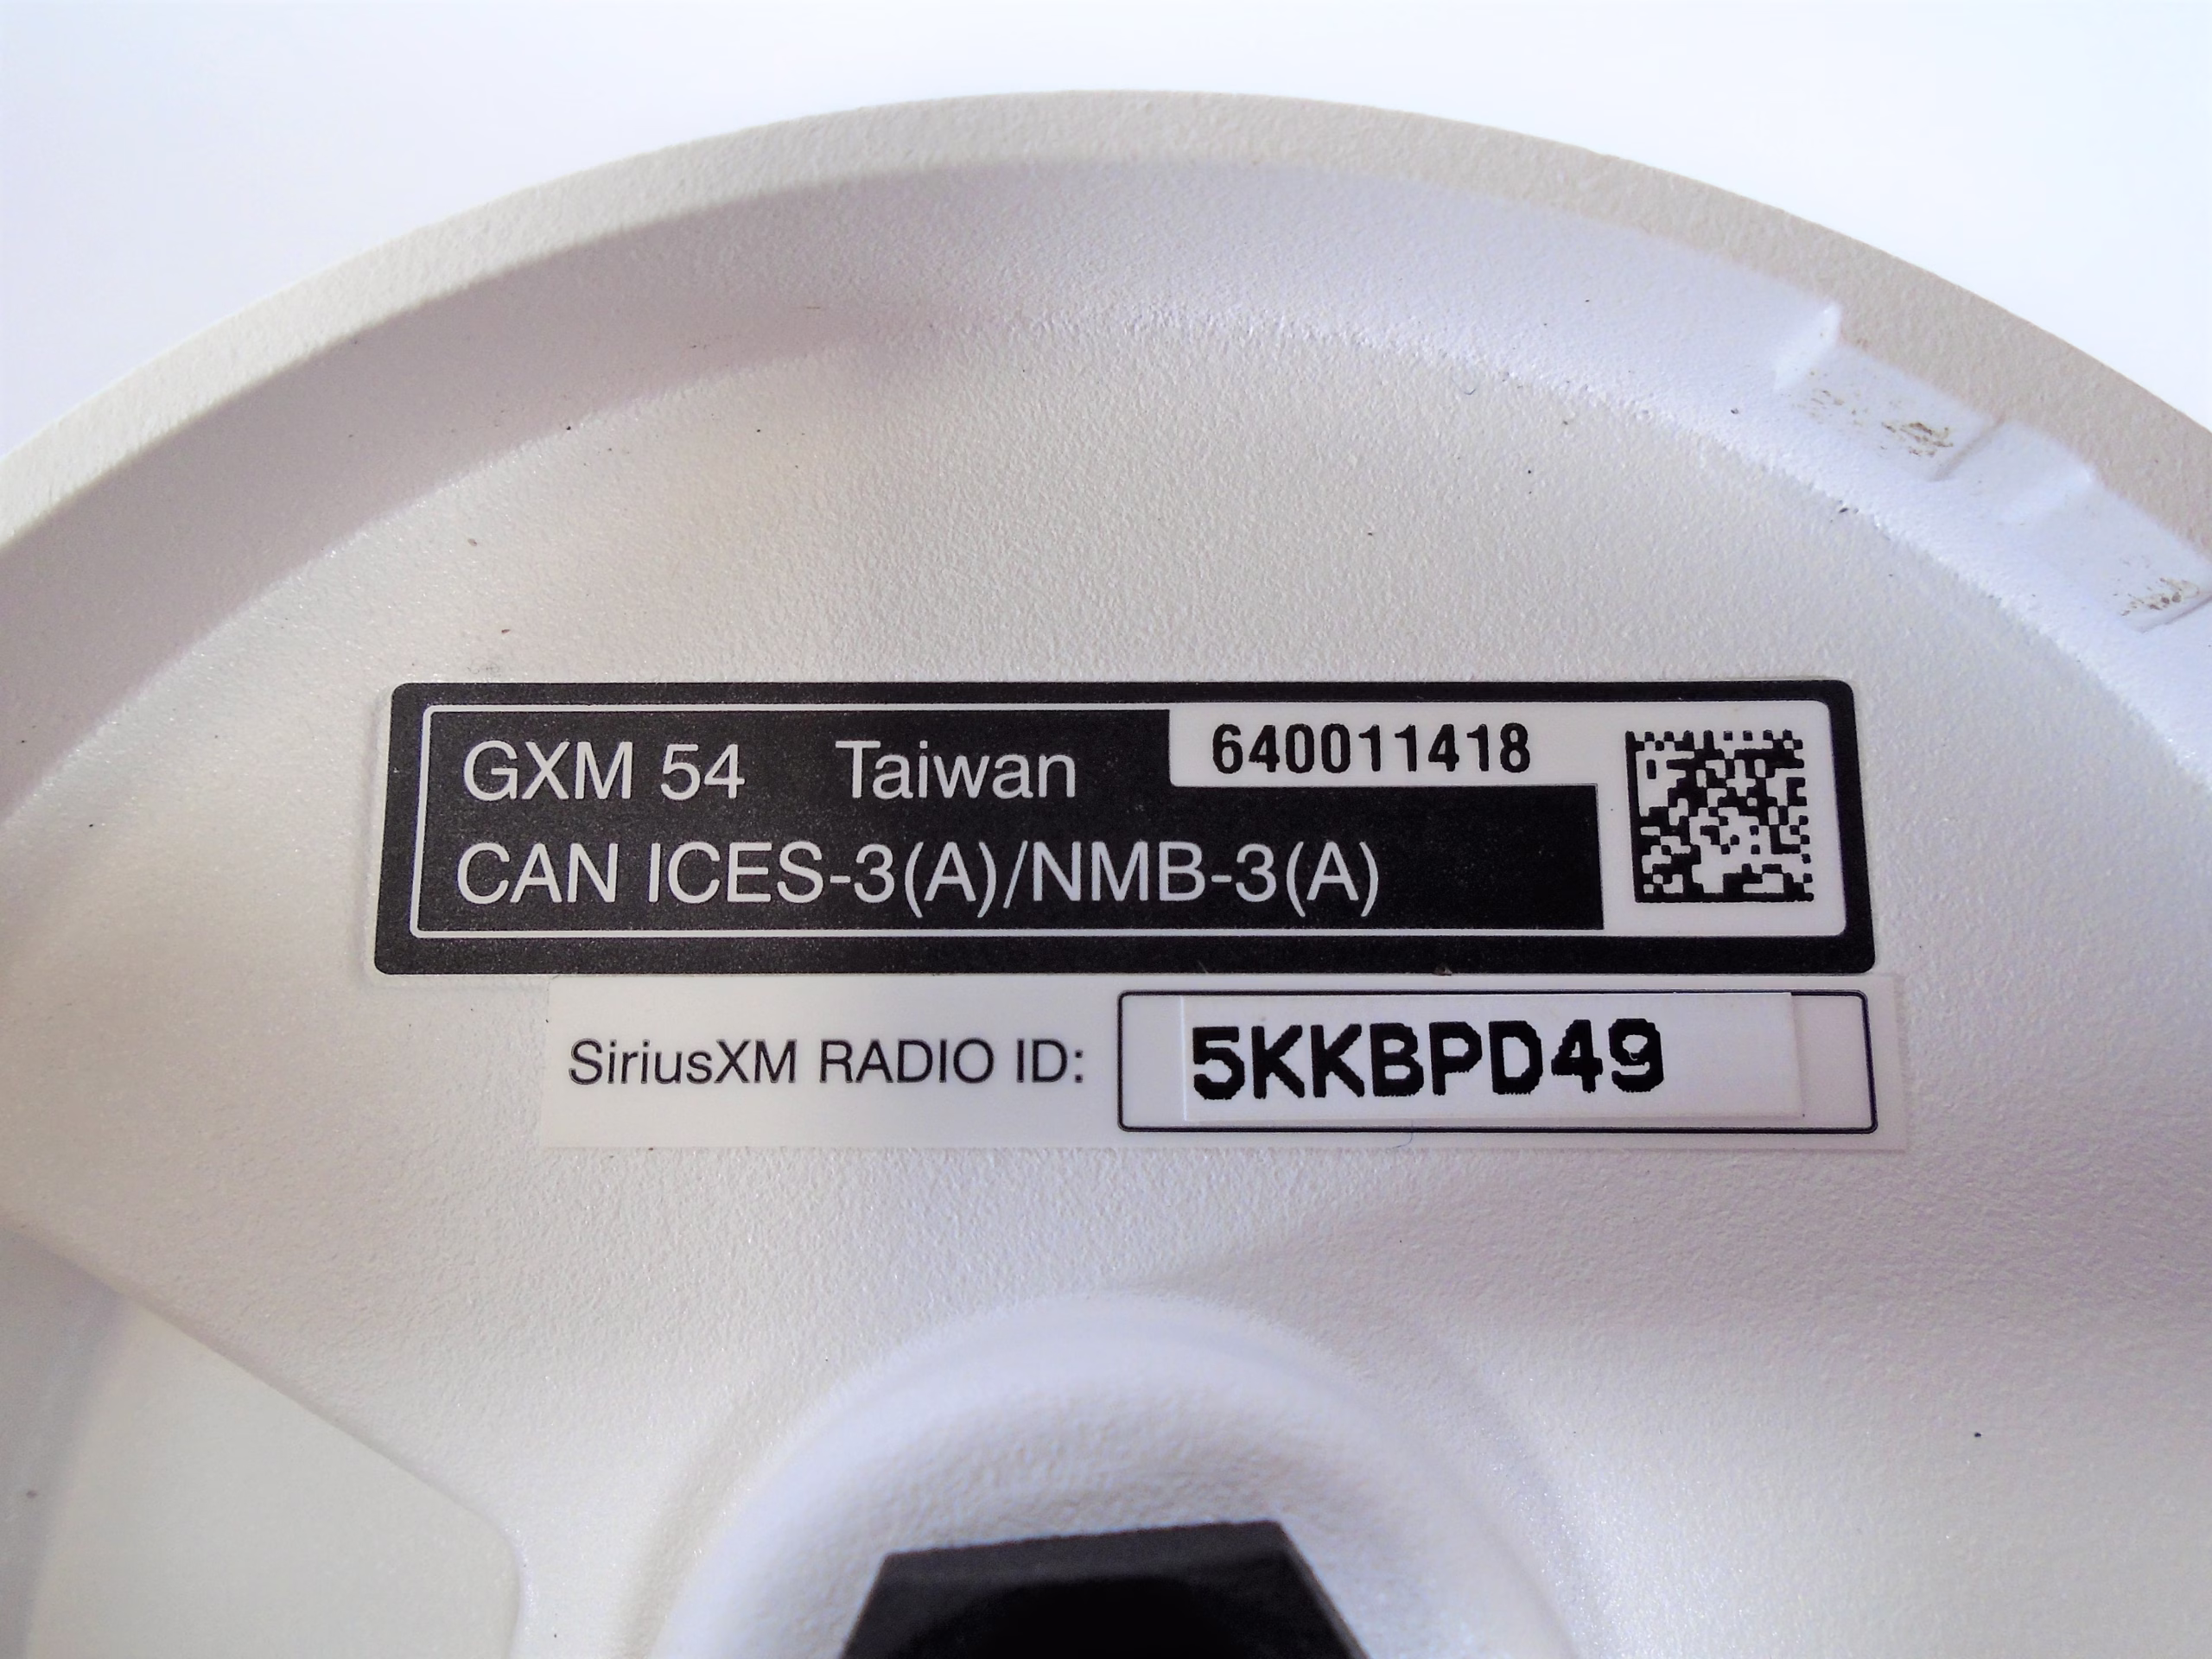 GXM 54 Taiwan 640011418
CAN ICES-3(A)/NMB-3(A)
SiriusXM RADIO ID: 5KKBPD49